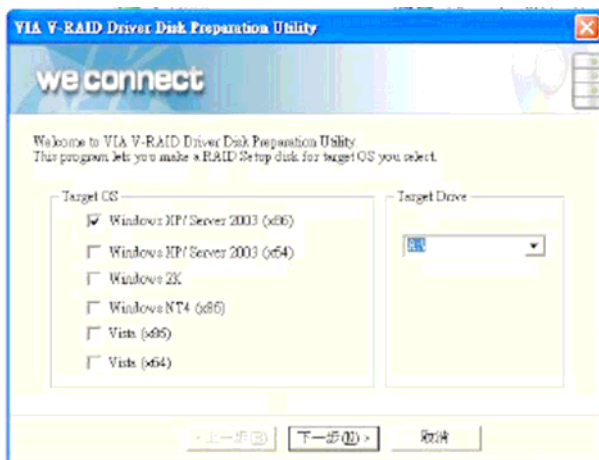 VIA V-RAID Driver Disk Preparation Utility
we connect
Welcome to VIA V-RAID Driver Disk Preparation Utility.
This program lets you make a RAID Setup disk for target OS you select.
Target OS
Windows XP/ Server 2003 (x86)
Windows XP/ Server 2003 (x64)
Windows 2K
Windows NT4 (x86)
Vista (x86)
Vista (x64)
Target Drive
A:\
< 上一步(B)
下一步(N) >
取消